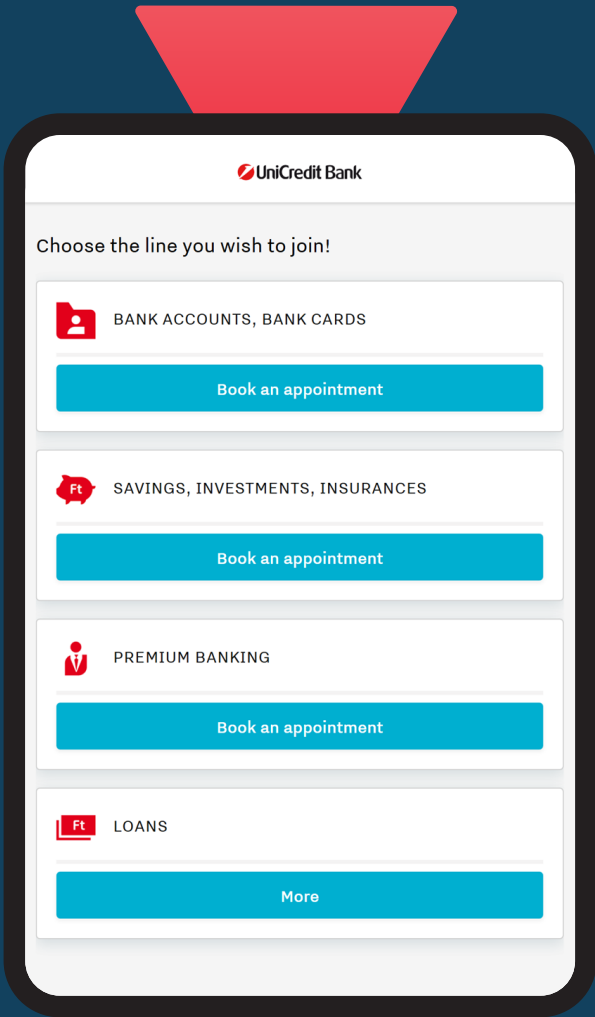 UniCredit Bank
Choose the line you wish to join!
BANK ACCOUNTS, BANK CARDS
Book an appointment
Ft
SAVINGS, INVESTMENTS, INSURANCES
Book an appointment
PREMIUM BANKING
Book an appointment
Ft
LOANS
More